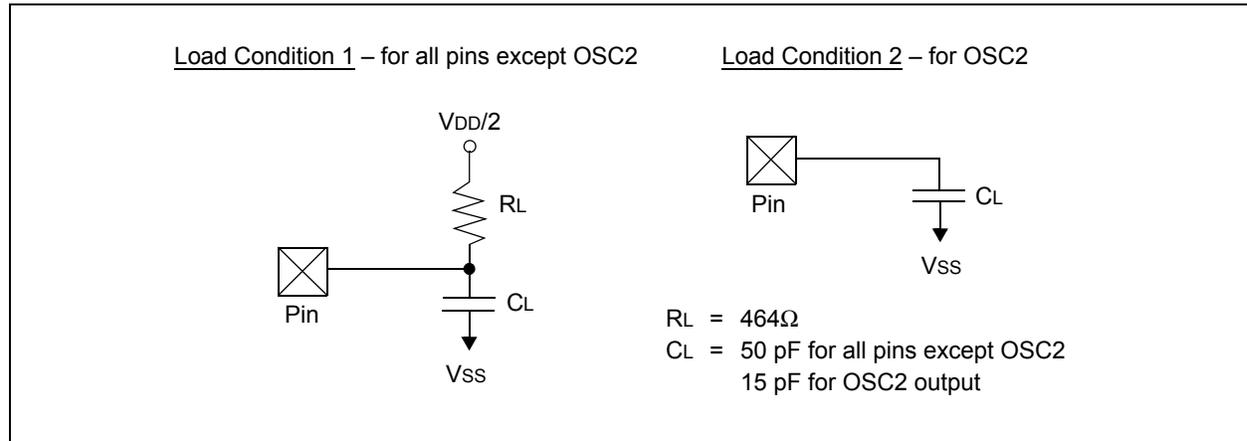 Load Condition 1 – for all pins except OSC2
VDD/2
RL
Pin
CL
VSS
Load Condition 2 – for OSC2
Pin
CL
VSS
RL = 464Ω
CL = 50 pF for all pins except OSC2
15 pF for OSC2 output